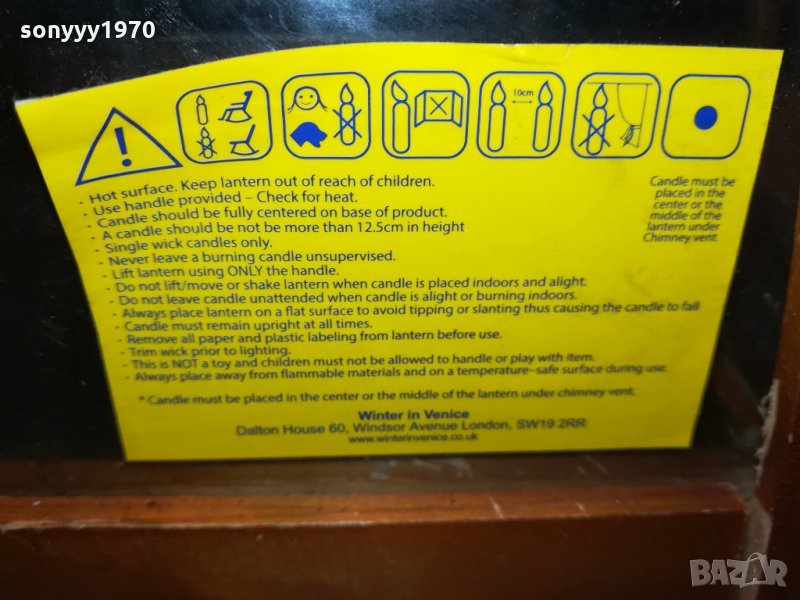 sonyyy1970
10cm
· Hot surface. Keep lantern out of reach of children.
· Use handle provided – Check for heat.
· Candle should be fully centered on base of product.
· A candle should be not be more than 12.5cm in height
· Single wick candles only.
· Never leave a burning candle unsupervised.
· Lift lantern using ONLY the handle.
· Do not lift/move or shake lantern when candle is placed indoors and alight.
· Do not leave candle unattended when candle is alight or burning indoors.
· Always place lantern on a flat surface to avoid tipping or slanting thus causing the candle to fall
· Candle must remain upright at all times.
· Remove all paper and plastic labeling from lantern before use.
· Trim wick prior to lighting.
· This is NOT a toy and children must not be allowed to handle or play with item.
· Always place away from flammable materials and on a temperature–safe surface during use.
Candle must be
placed in the
center or the
middle of the
lantern under
Chimney vent.
* Candle must be placed in the center or the middle of the lantern under chimney vent.
Winter in Venice
Dalton House 60, Windsor Avenue London, SW19 2RR
www.winterinvenice.co.uk
BAZAR